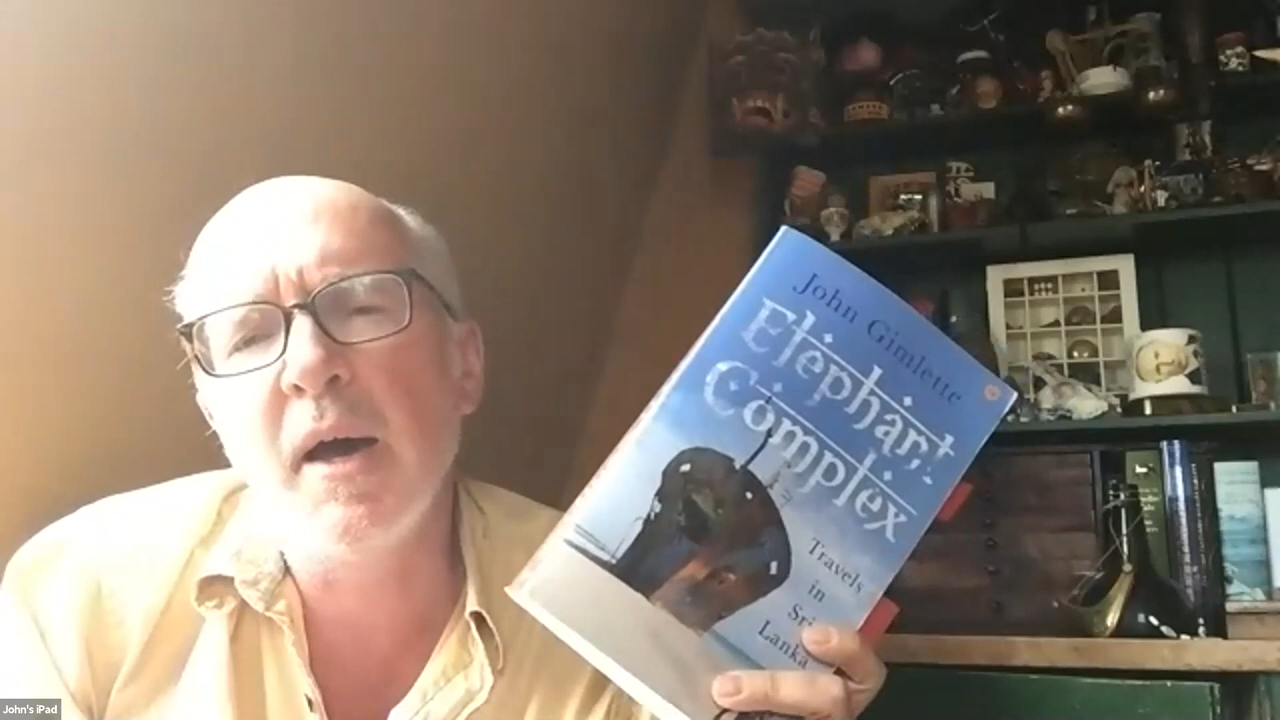 John Gimlette
Elephant
Complex
Travels
in
Sri
Lanka
John's iPad